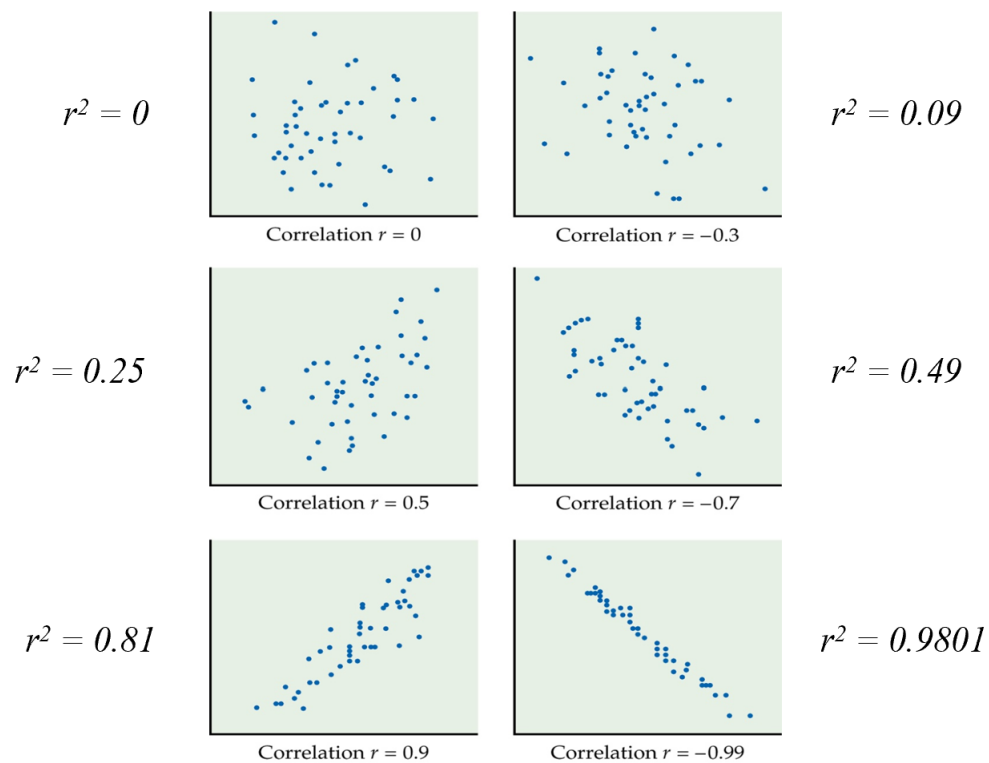 r² = 0
r² = 0.09
Correlation r = 0
Correlation r = −0.3
r² = 0.25
r² = 0.49
Correlation r = 0.5
Correlation r = −0.7
r² = 0.81
r² = 0.9801
Correlation r = 0.9
Correlation r = −0.99